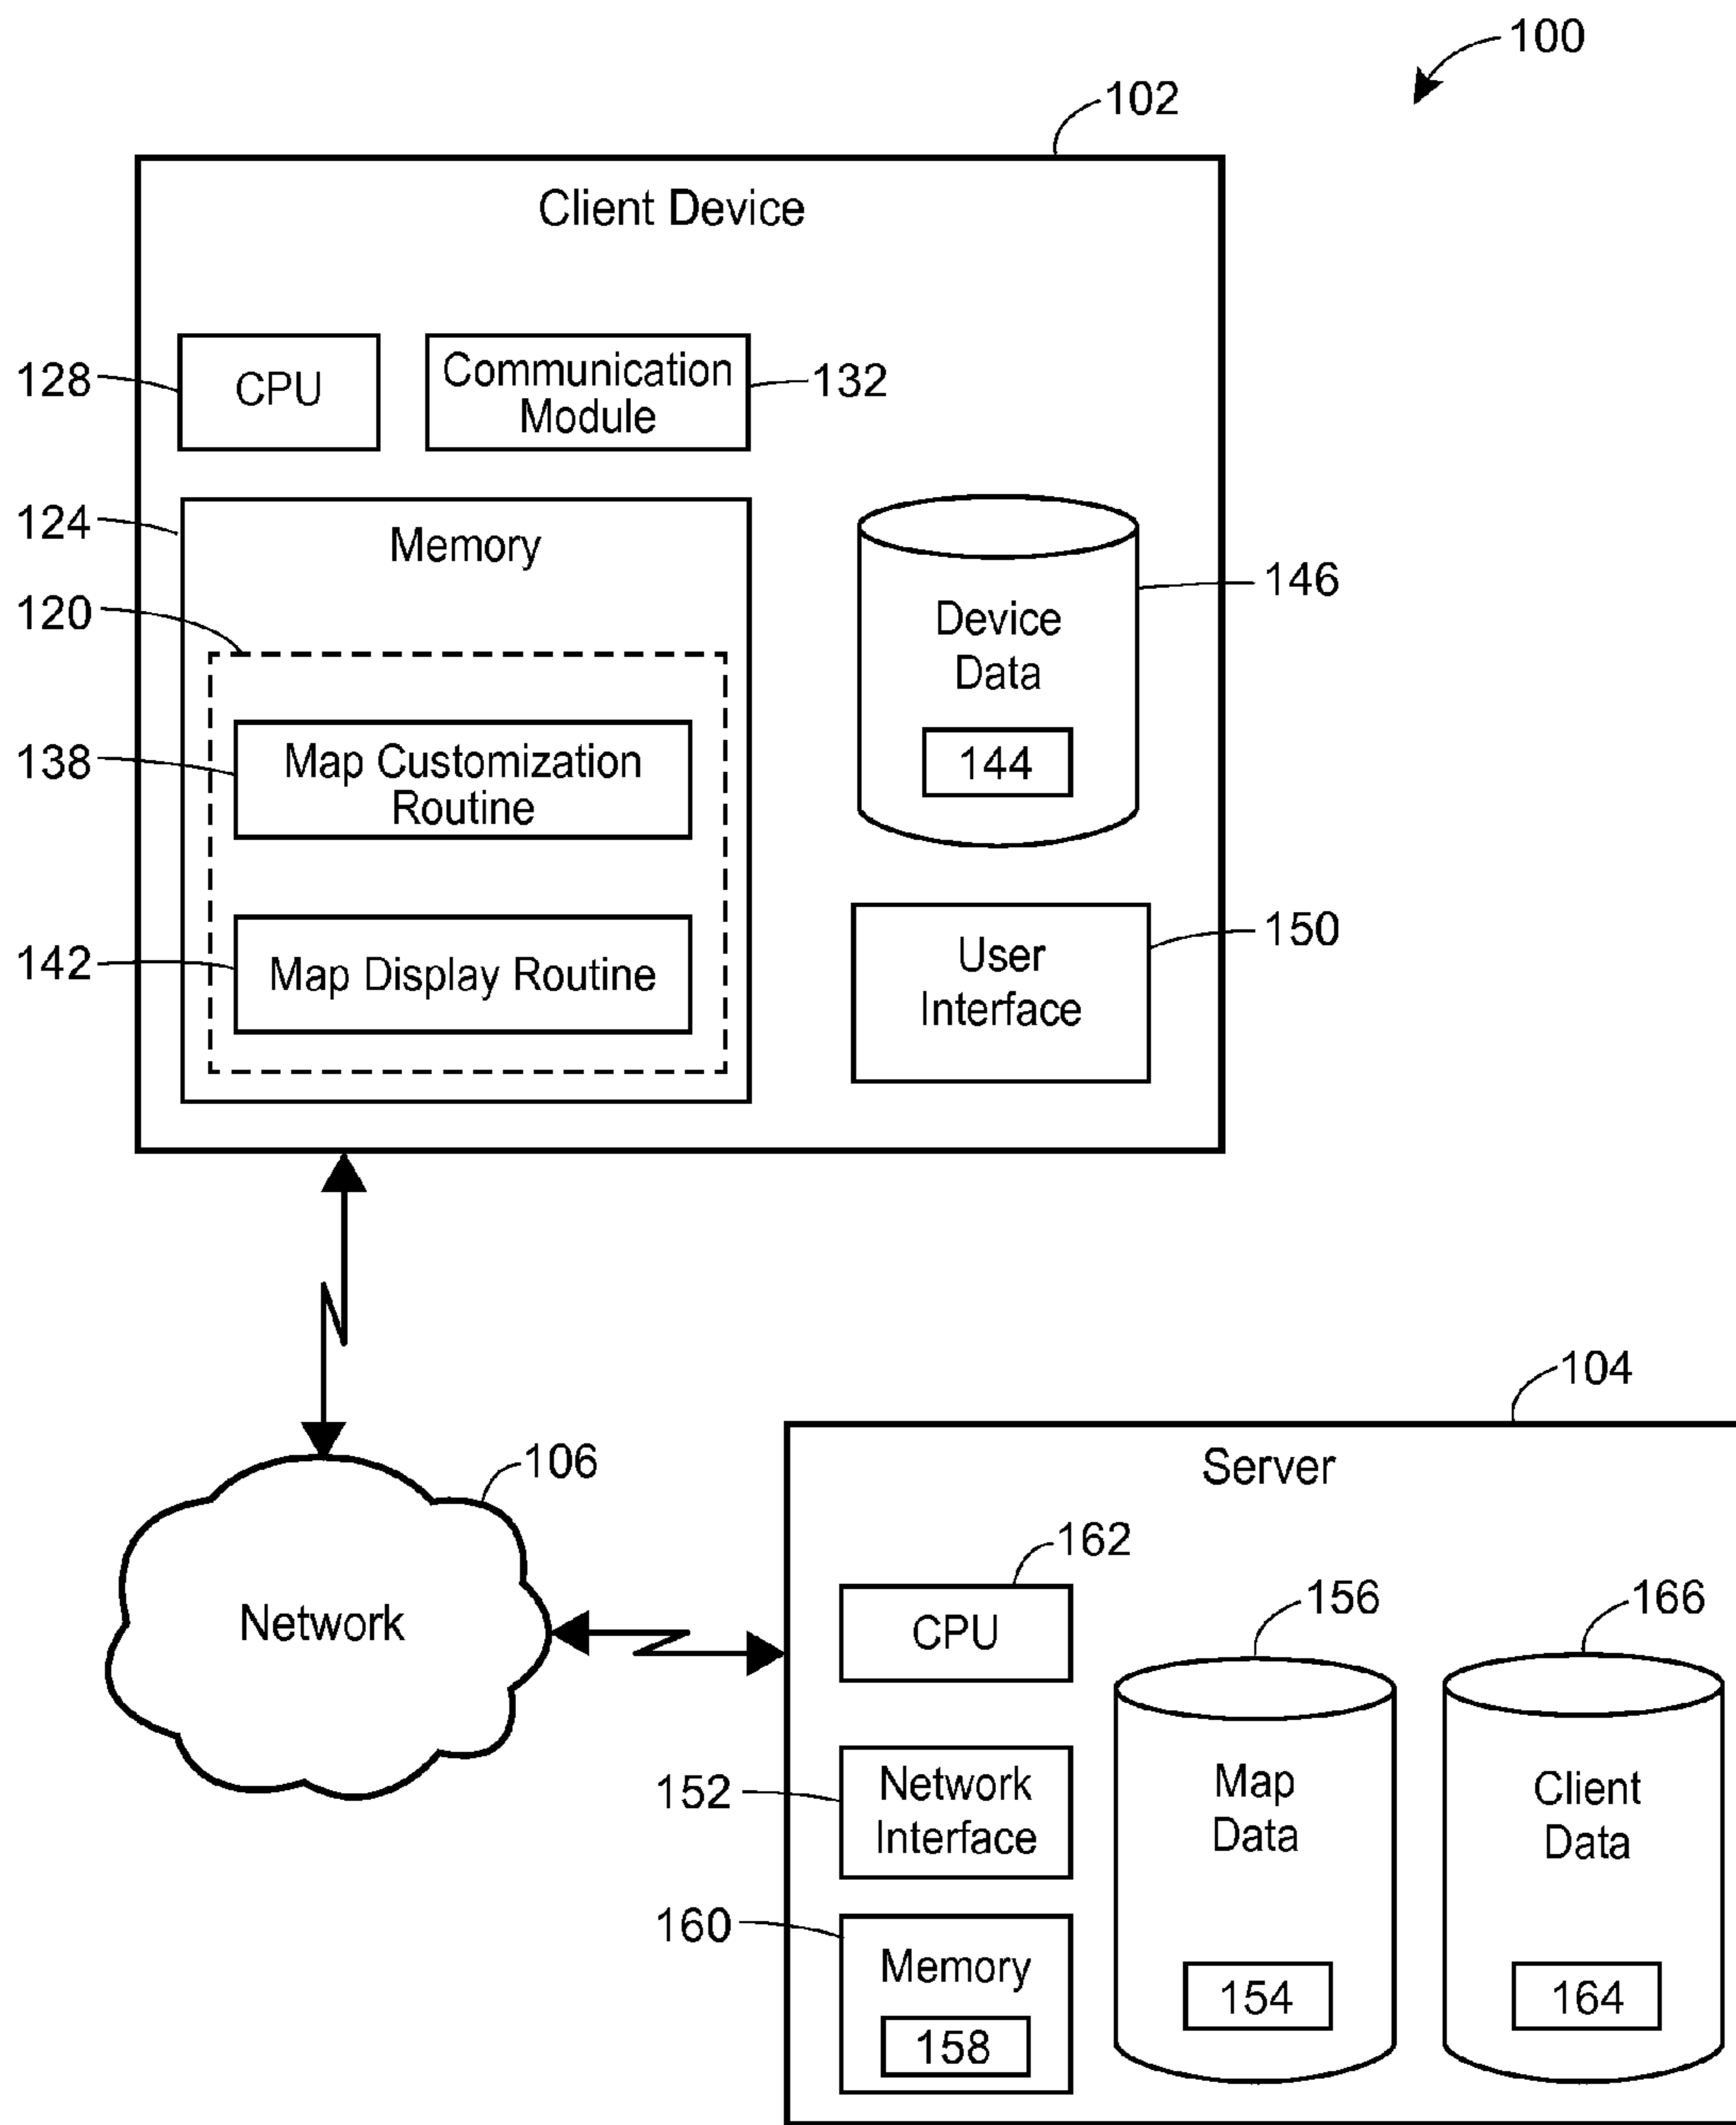 100
102
Client Device
128
CPU
Communication
Module
132
124
Memory
120
138
Map Customization
Routine
142
Map Display Routine
Device
Data
144
146
User
Interface
150
106
Network
104
Server
162
CPU
152
Network
Interface
160
Memory
158
156
Map
Data
154
166
Client
Data
164